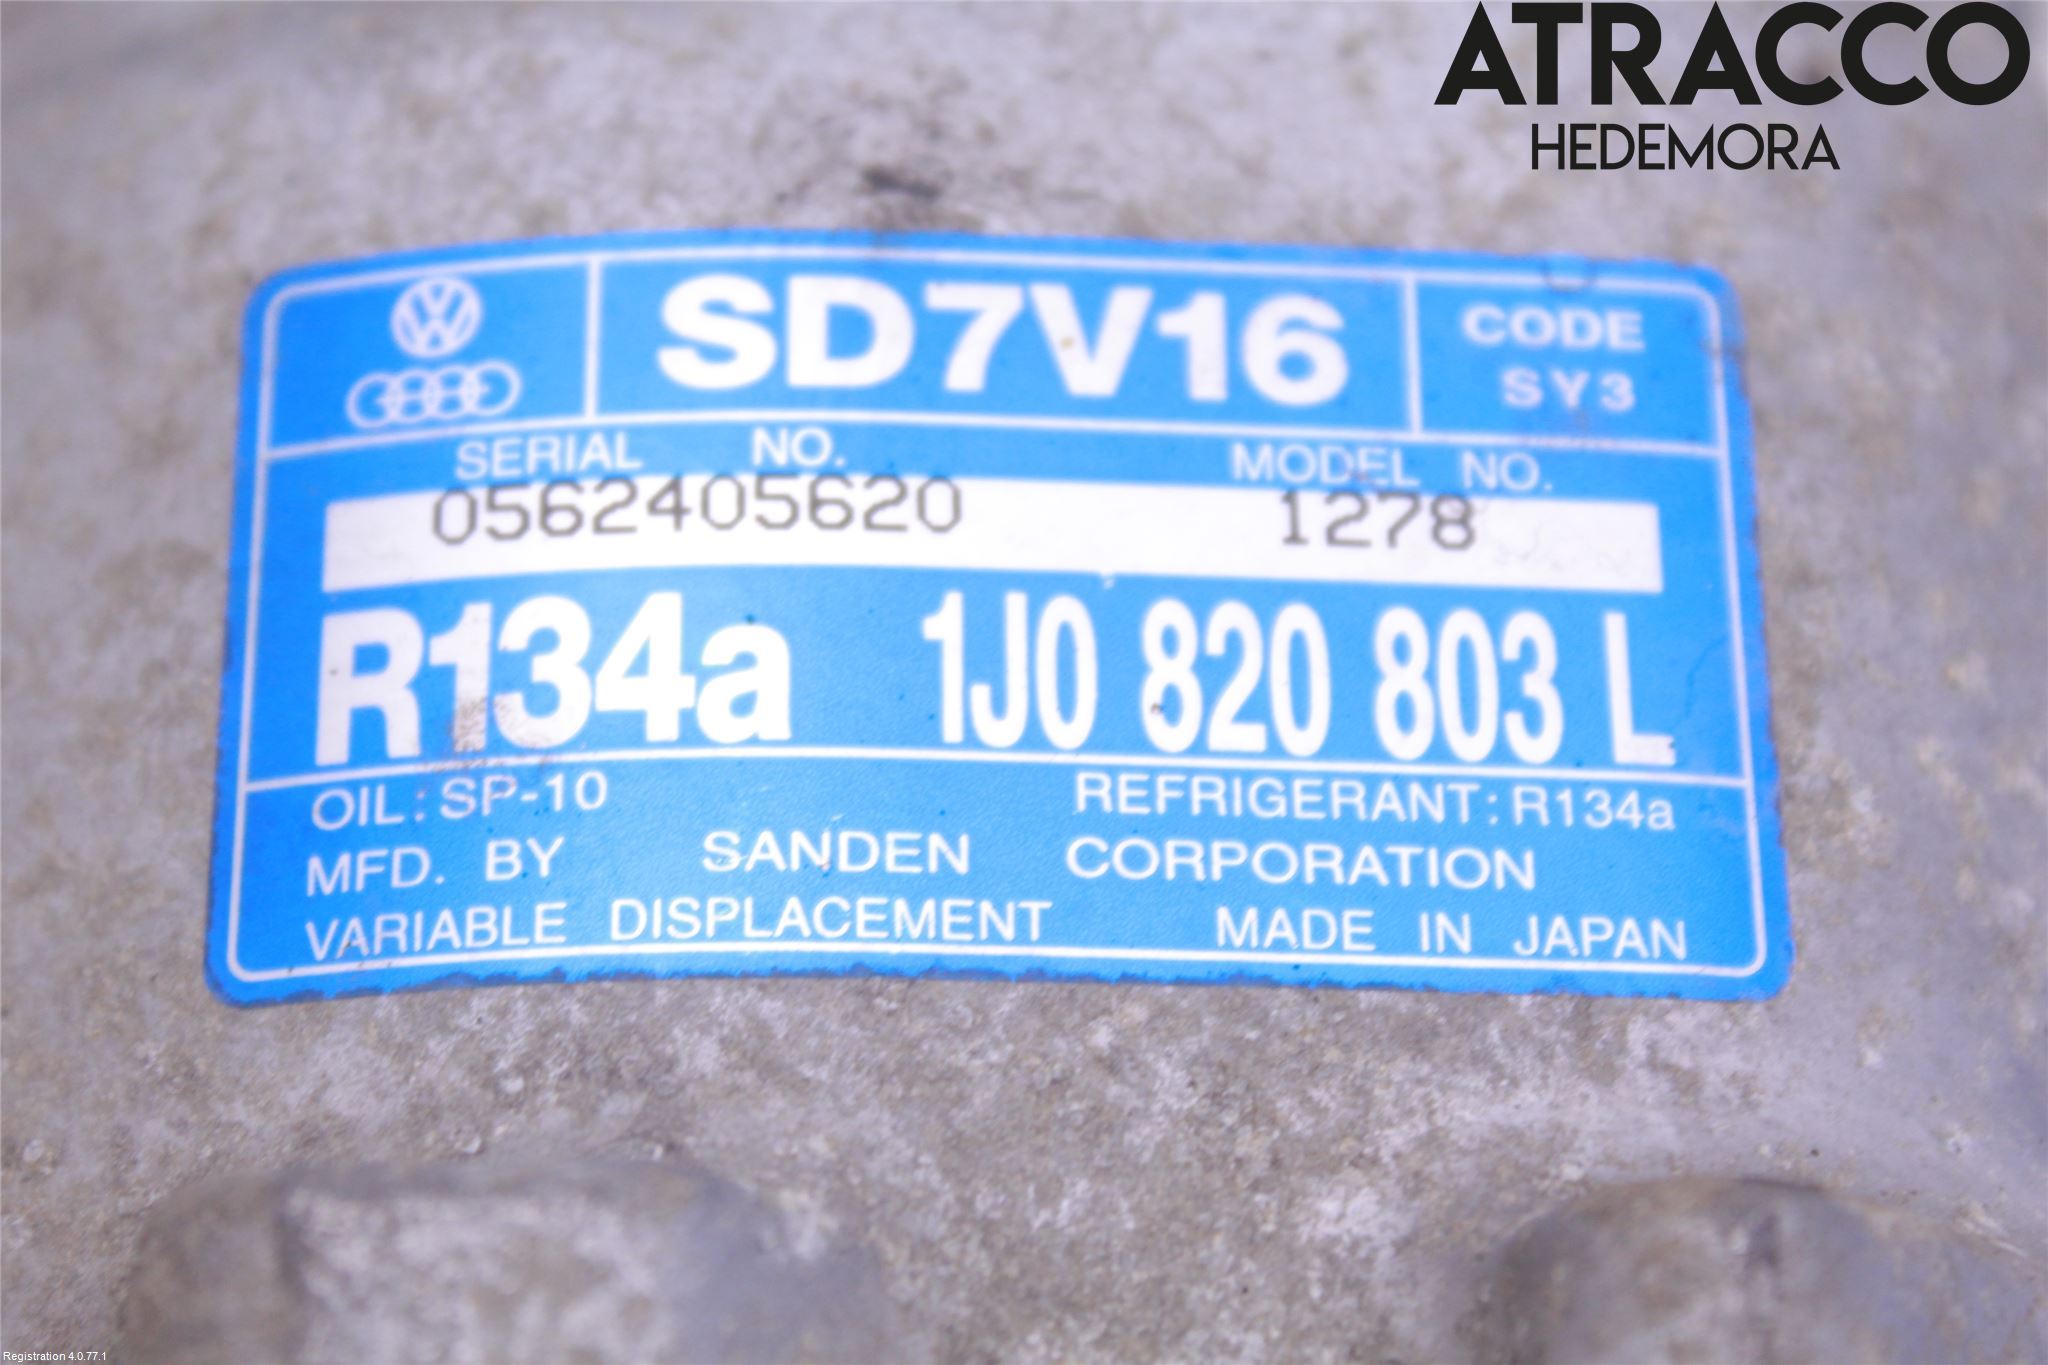 ATRACCO
HEDEMORA
SD7V16
CODE
SY3
SERIAL NO. MODEL NO.
0562405620 1278
R134a 1J0 820 803 L
OIL: SP-10 REFRIGERANT: R134a
MFD. BY SANDEN CORPORATION
VARIABLE DISPLACEMENT MADE IN JAPAN
Registration 4.0.77.1